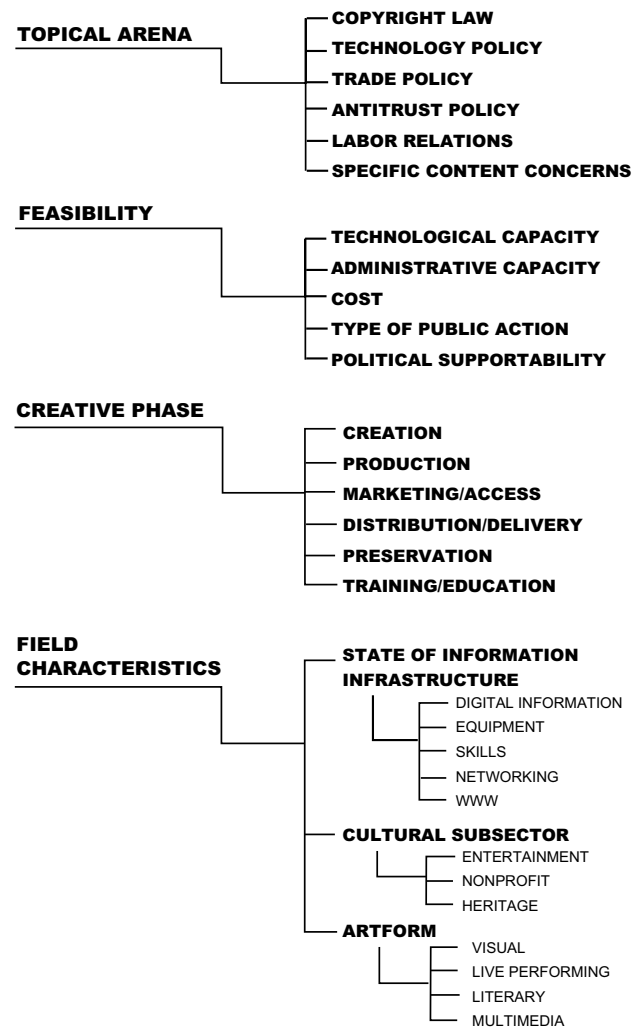 TOPICAL ARENA
COPYRIGHT LAW
TECHNOLOGY POLICY
TRADE POLICY
ANTITRUST POLICY
LABOR RELATIONS
SPECIFIC CONTENT CONCERNS
FEASIBILITY
TECHNOLOGICAL CAPACITY
ADMINISTRATIVE CAPACITY
COST
TYPE OF PUBLIC ACTION
POLITICAL SUPPORTABILITY
CREATIVE PHASE
CREATION
PRODUCTION
MARKETING/ACCESS
DISTRIBUTION/DELIVERY
PRESERVATION
TRAINING/EDUCATION
FIELD
CHARACTERISTICS
STATE OF INFORMATION
INFRASTRUCTURE
DIGITAL INFORMATION
EQUIPMENT
SKILLS
NETWORKING
WWW
CULTURAL SUBSECTOR
ENTERTAINMENT
NONPROFIT
HERITAGE
ARTFORM
VISUAL
LIVE PERFORMING
LITERARY
MULTIMEDIA